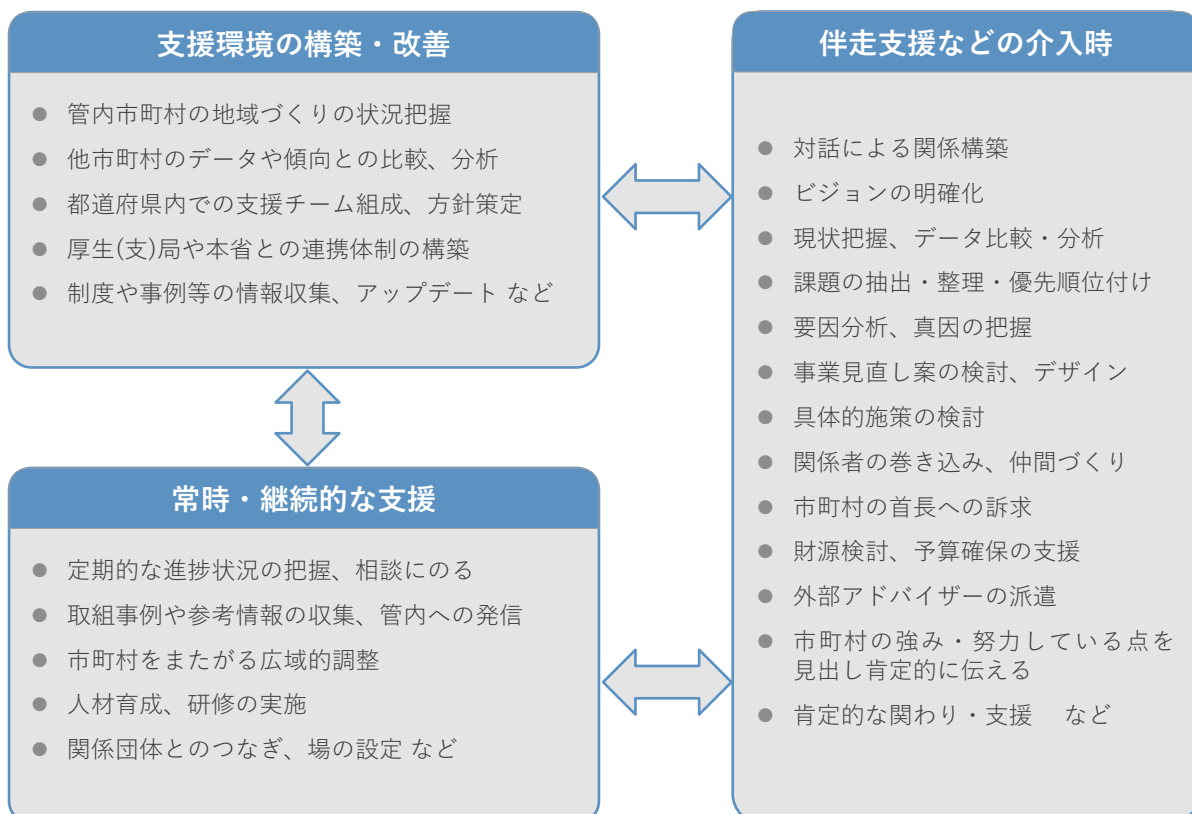 支援環境の構築・改善
● 管内市町村の地域づくりの状況把握
● 他市町村のデータや傾向との比較、分析
● 都道府県内での支援チーム組成、方針策定
● 厚生(支)局や本省との連携体制の構築
● 制度や事例等の情報収集、アップデート など
常時・継続的な支援
● 定期的な進捗状況の把握、相談にのる
● 取組事例や参考情報の収集、管内への発信
● 市町村をまたがる広域的調整
● 人材育成、研修の実施
● 関係団体とのつなぎ、場の設定 など
伴走支援などの介入時
● 対話による関係構築
● ビジョンの明確化
● 現状把握、データ比較・分析
● 課題の抽出・整理・優先順位付け
● 要因分析、真因の把握
● 事業見直し案の検討、デザイン
● 具体的施策の検討
● 関係者の巻き込み、仲間づくり
● 市町村の首長への訴求
● 財源検討、予算確保の支援
● 外部アドバイザーの派遣
● 市町村の強み・努力している点を
見出し肯定的に伝える
● 肯定的な関わり・支援 など